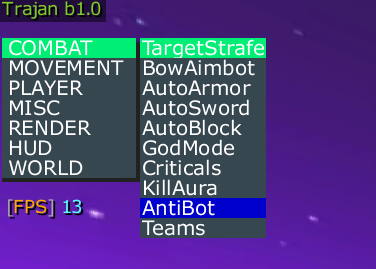 Trajan b1.0
COMBAT
MOVEMENT
PLAYER
MISC
RENDER
HUD
WORLD
TargetStrafe
BowAimbot
AutoArmor
AutoSword
AutoBlock
GodMode
Criticals
KillAura
AntiBot
Teams
[FPS] 13